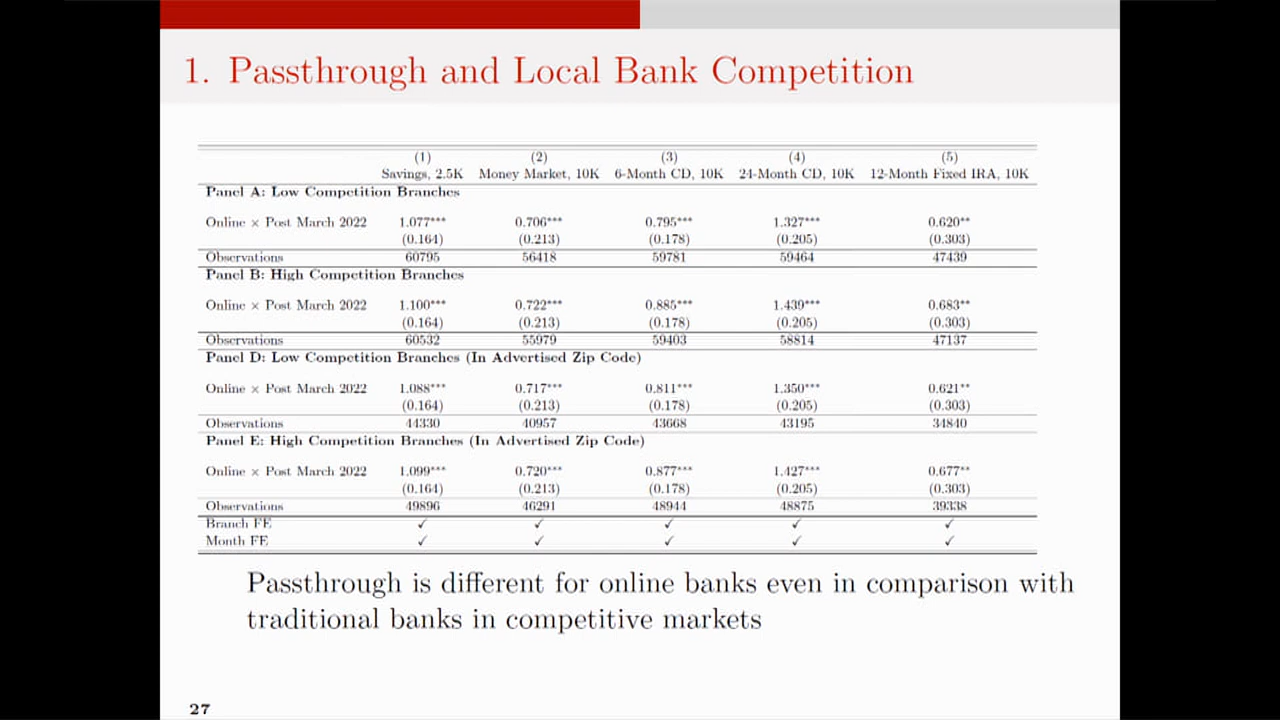 1. Passthrough and Local Bank Competition
(1) (2) (3) (4) (5)
Savings, 2.5K Money Market, 10K 6-Month CD, 10K 24-Month CD, 10K 12-Month Fixed IRA, 10K
Panel A: Low Competition Branches
Online × Post March 2022 1.077*** 0.706*** 0.795*** 1.327*** 0.620**
(0.164) (0.213) (0.178) (0.205) (0.303)
Observations 60795 56418 59781 59464 47439
Panel B: High Competition Branches
Online × Post March 2022 1.100*** 0.722*** 0.885*** 1.439*** 0.683**
(0.164) (0.213) (0.178) (0.205) (0.303)
Observations 60532 55979 59403 58814 47137
Panel D: Low Competition Branches (In Advertised Zip Code)
Online × Post March 2022 1.088*** 0.717*** 0.811*** 1.350*** 0.621**
(0.164) (0.213) (0.178) (0.205) (0.303)
Observations 44330 40957 43668 43195 34840
Panel E: High Competition Branches (In Advertised Zip Code)
Online × Post March 2022 1.099*** 0.720*** 0.877*** 1.427*** 0.677**
(0.164) (0.213) (0.178) (0.205) (0.303)
Observations 49896 46291 48944 48875 39338
Branch FE ✓ ✓ ✓ ✓ ✓
Month FE ✓ ✓ ✓ ✓ ✓
Passthrough is different for online banks even in comparison with
traditional banks in competitive markets
27